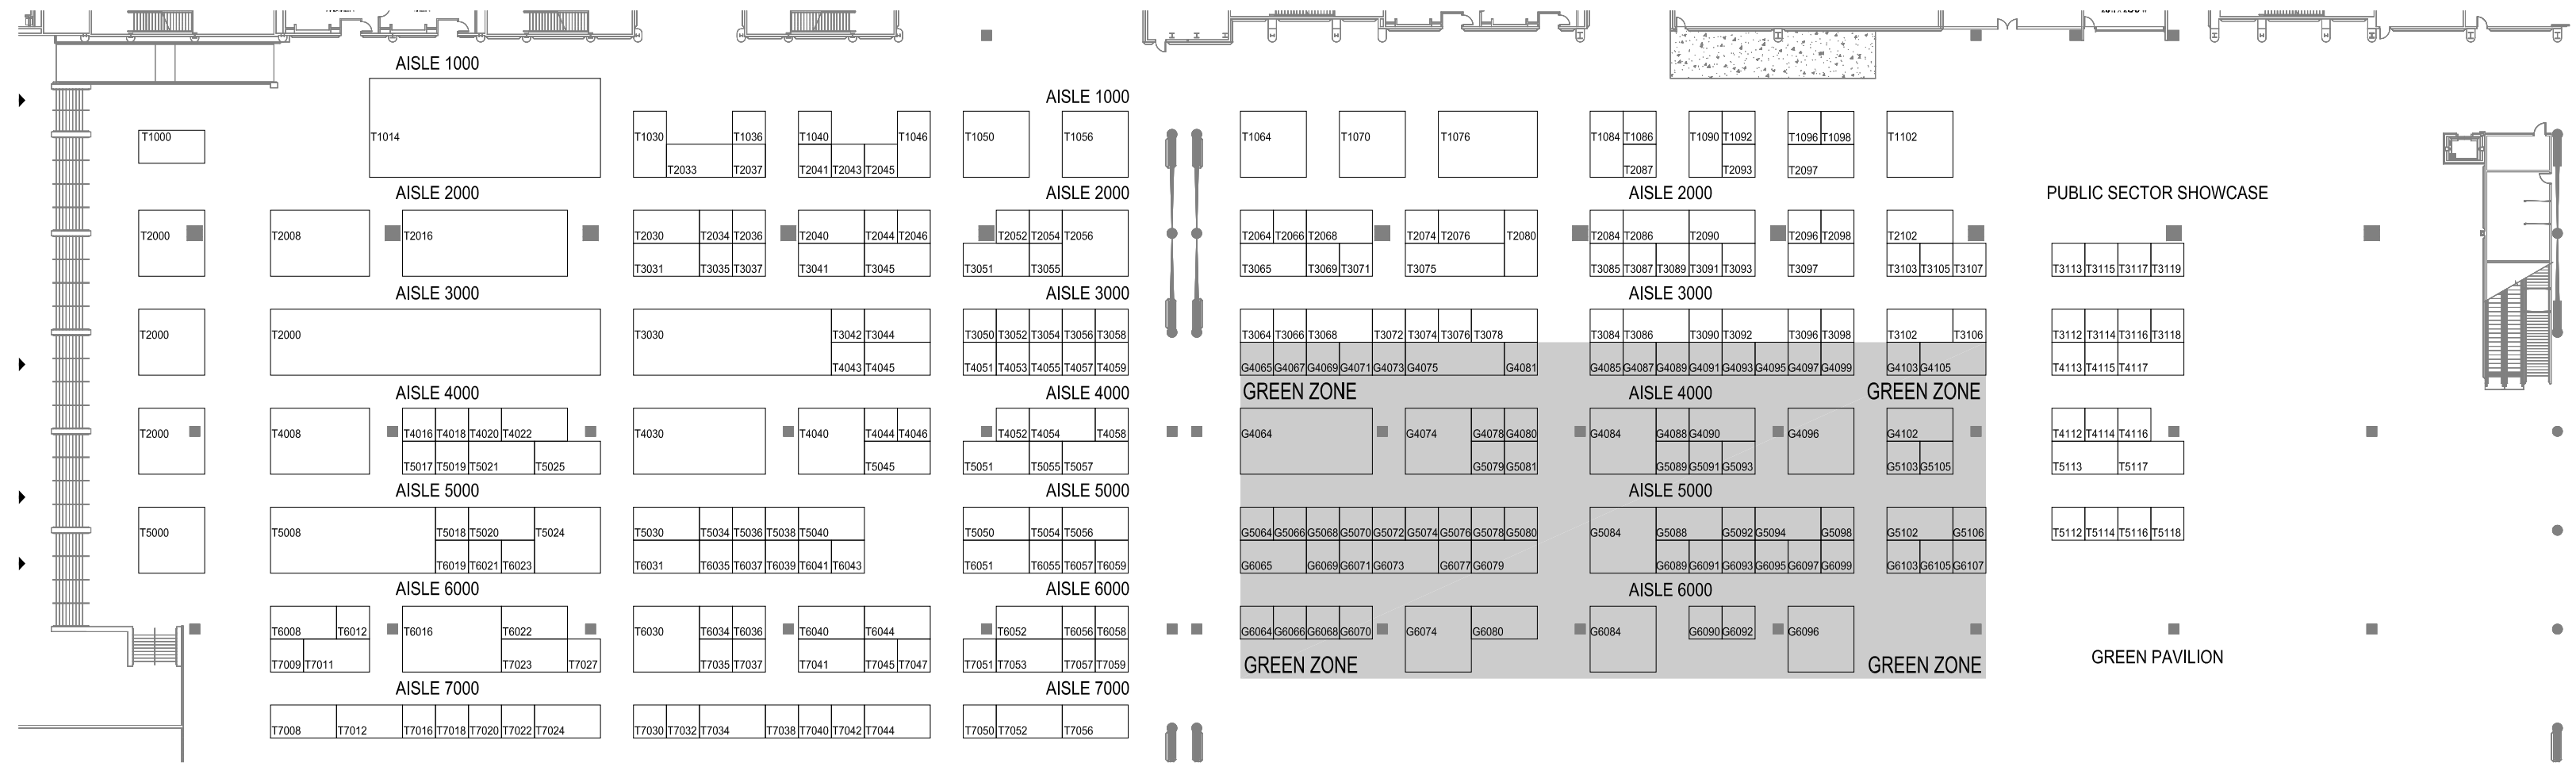 AISLE 1000
AISLE 1000
T1000 T1014 T1030 T1036 T1040 T1046 T1050 T1056 T1064 T1070 T1076 T1084 T1086 T1090 T1092 T1096 T1098 T1102
T2033 T2037 T2041 T2043 T2045 T2087 T2093 T2097
AISLE 2000 AISLE 2000 AISLE 2000 PUBLIC SECTOR SHOWCASE
T2000 T2008 T2016 T2030 T2034 T2036 T2040 T2044 T2046 T2052 T2054 T2056 T2064 T2066 T2068 T2074 T2076 T2080 T2084 T2086 T2090 T2096 T2098 T2102
T3031 T3035 T3037 T3041 T3045 T3051 T3055 T3065 T3069 T3071 T3075 T3085 T3087 T3089 T3091 T3093 T3097 T3103 T3105 T3107 T3113 T3115 T3117 T3119
AISLE 3000 AISLE 3000 AISLE 3000
T2000 T2000 T3030 T3042 T3044 T3050 T3052 T3054 T3056 T3058 T3064 T3066 T3068 T3072 T3074 T3076 T3078 T3084 T3086 T3090 T3092 T3096 T3098 T3102 T3106 T3112 T3114 T3116 T3118
T4043 T4045 T4051 T4053 T4055 T4057 T4059 G4065 G4067 G4069 G4071 G4073 G4075 G4081 G4085 G4087 G4089 G4091 G4093 G4095 G4097 G4099 G4103 G4105 T4113 T4115 T4117
AISLE 4000 AISLE 4000 GREEN ZONE AISLE 4000 GREEN ZONE
T2000 T4008 T4016 T4018 T4020 T4022 T4030 T4040 T4044 T4046 T4052 T4054 T4058 G4064 G4074 G4078 G4080 G4084 G4088 G4090 G4096 G4102 T4112 T4114 T4116
T5017 T5019 T5021 T5025 T5045 T5051 T5055 T5057 G5079 G5081 G5089 G5091 G5093 G5103 G5105 T5113 T5117
AISLE 5000 AISLE 5000 AISLE 5000
T5000 T5008 T5018 T5020 T5024 T5030 T5034 T5036 T5038 T5040 T5050 T5054 T5056 G5064 G5066 G5068 G5070 G5072 G5074 G5076 G5078 G5080 G5084 G5088 G5092 G5094 G5098 G5102 G5106 T5112 T5114 T5116 T5118
T6019 T6021 T6023 T6031 T6035 T6037 T6039 T6041 T6043 T6051 T6055 T6057 T6059 G6065 G6069 G6071 G6073 G6077 G6079 G6089 G6091 G6093 G6095 G6097 G6099 G6103 G6105 G6107
AISLE 6000 AISLE 6000 AISLE 6000
T6008 T6012 T6016 T6022 T6030 T6034 T6036 T6040 T6044 T6052 T6056 T6058 G6064 G6066 G6068 G6070 G6074 G6080 G6084 G6090 G6092 G6096
T7009 T7011 T7023 T7027 T7035 T7037 T7041 T7045 T7047 T7051 T7053 T7057 T7059 GREEN ZONE GREEN ZONE GREEN PAVILION
AISLE 7000 AISLE 7000
T7008 T7012 T7016 T7018 T7020 T7022 T7024 T7030 T7032 T7034 T7038 T7040 T7042 T7044 T7050 T7052 T7056